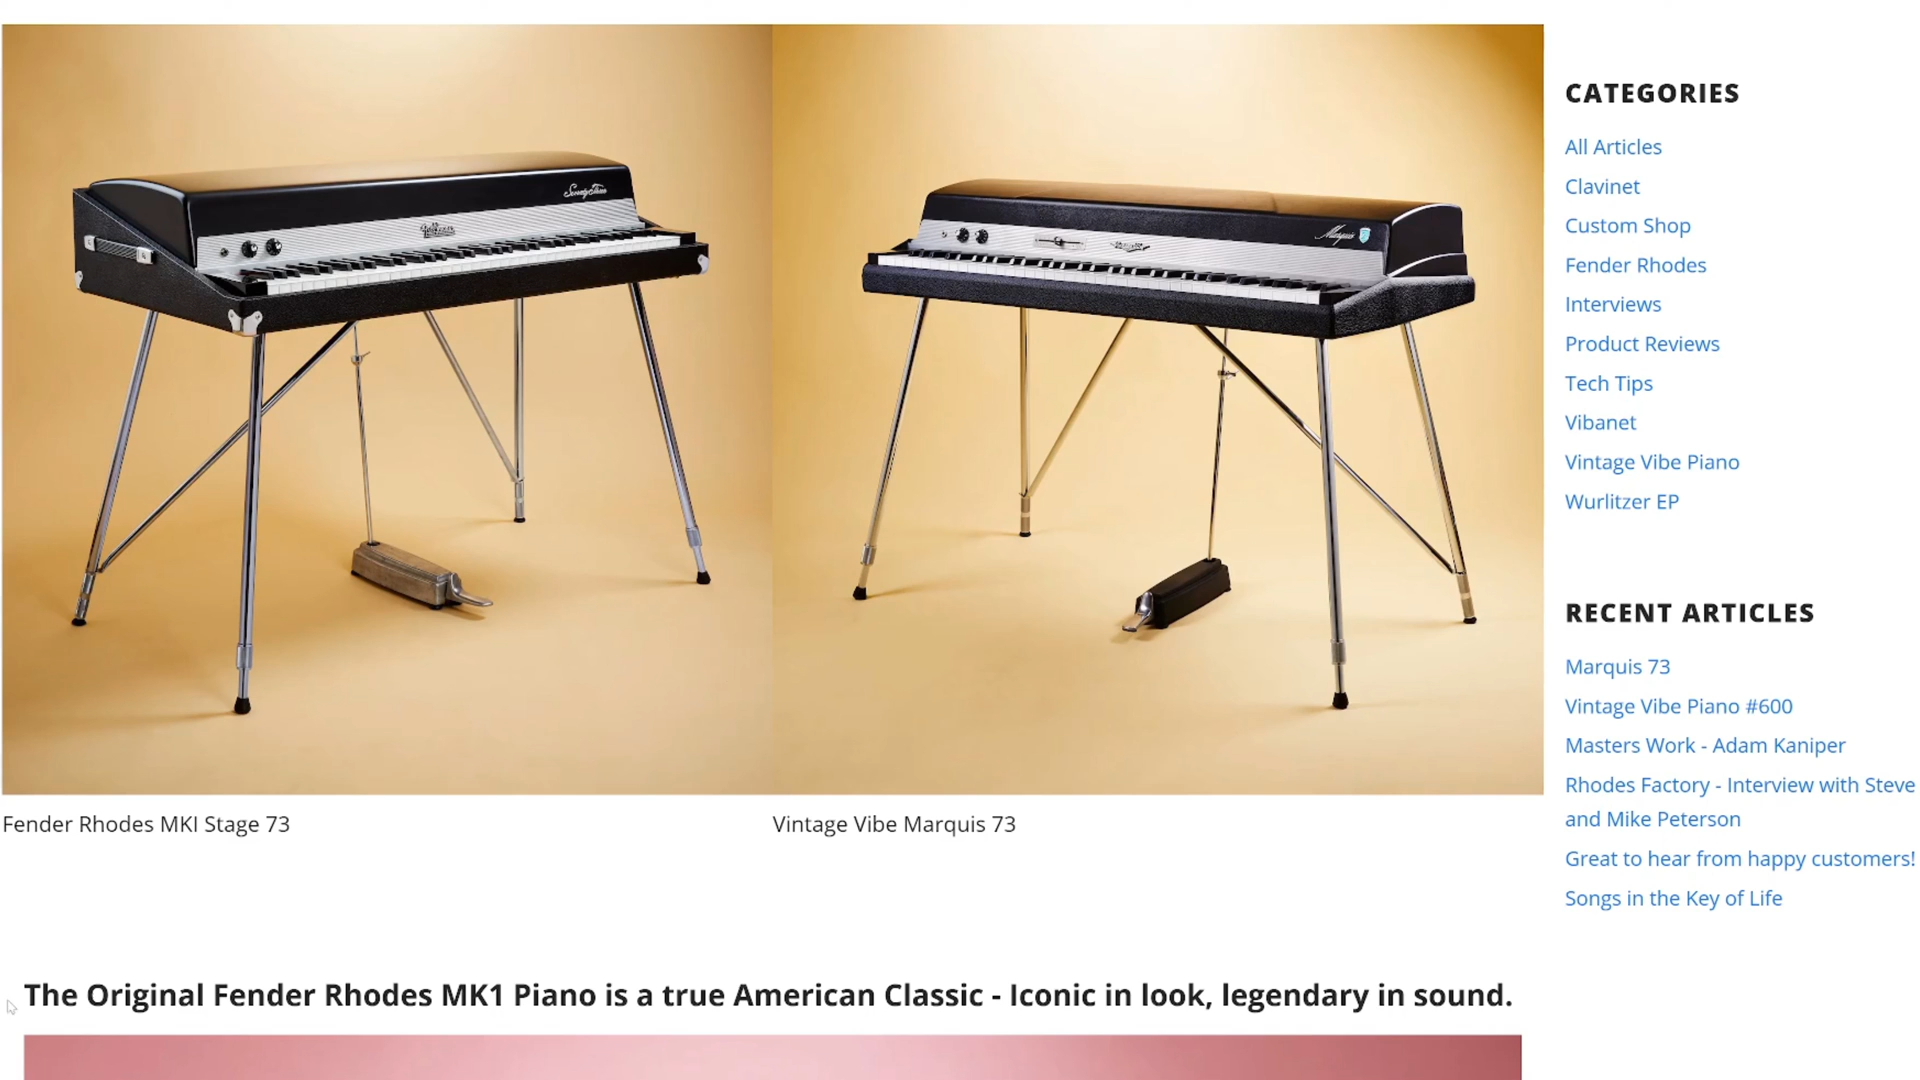 Seventy Three
Marquis
Fender Rhodes MKI Stage 73
Vintage Vibe Marquis 73
The Original Fender Rhodes MK1 Piano is a true American Classic - Iconic in look, legendary in sound.
CATEGORIES
All Articles
Clavinet
Custom Shop
Fender Rhodes
Interviews
Product Reviews
Tech Tips
Vibanet
Vintage Vibe Piano
Wurlitzer EP
RECENT ARTICLES
Marquis 73
Vintage Vibe Piano #600
Masters Work - Adam Kaniper
Rhodes Factory - Interview with Steve
and Mike Peterson
Great to hear from happy customers!
Songs in the Key of Life